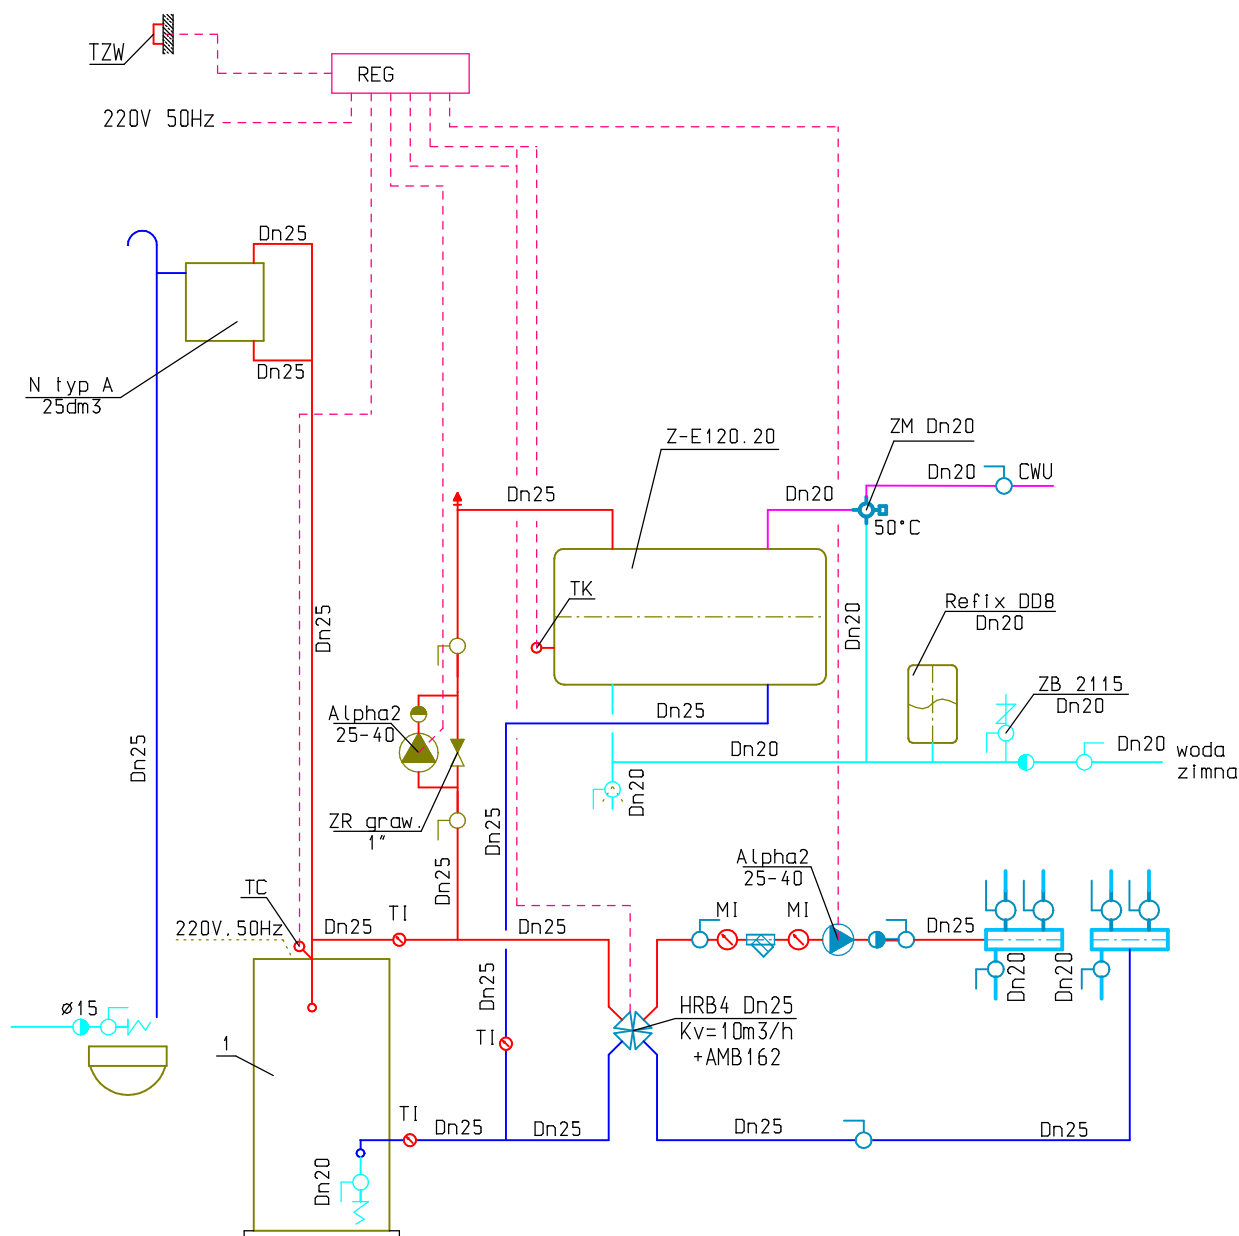 TZW
REG
220V 50Hz
Dn25
Dn25
N typ A
25dm3
Z-E120.20
ZM Dn20
Dn20
CWU
Dn25
Dn20
50°C
TK
Refix DD8
Dn20
Dn25
Dn20
ZB 2115
Dn20
Alpha2
25-40
Dn25
Dn20
Dn20
woda
zimna
Dn25
Dn20
ZR graw.
1"
Dn25
Dn25
Alpha2
25-40
TC
220V.50Hz
Dn25
TI
Dn25
MI
MI
Dn25
Dn25
Dn20
Dn20
ø15
TI
HRB4 Dn25
Kv=10m3/h
+AMB162
1
TI
Dn25
Dn25
Dn25
Dn25
Dn20